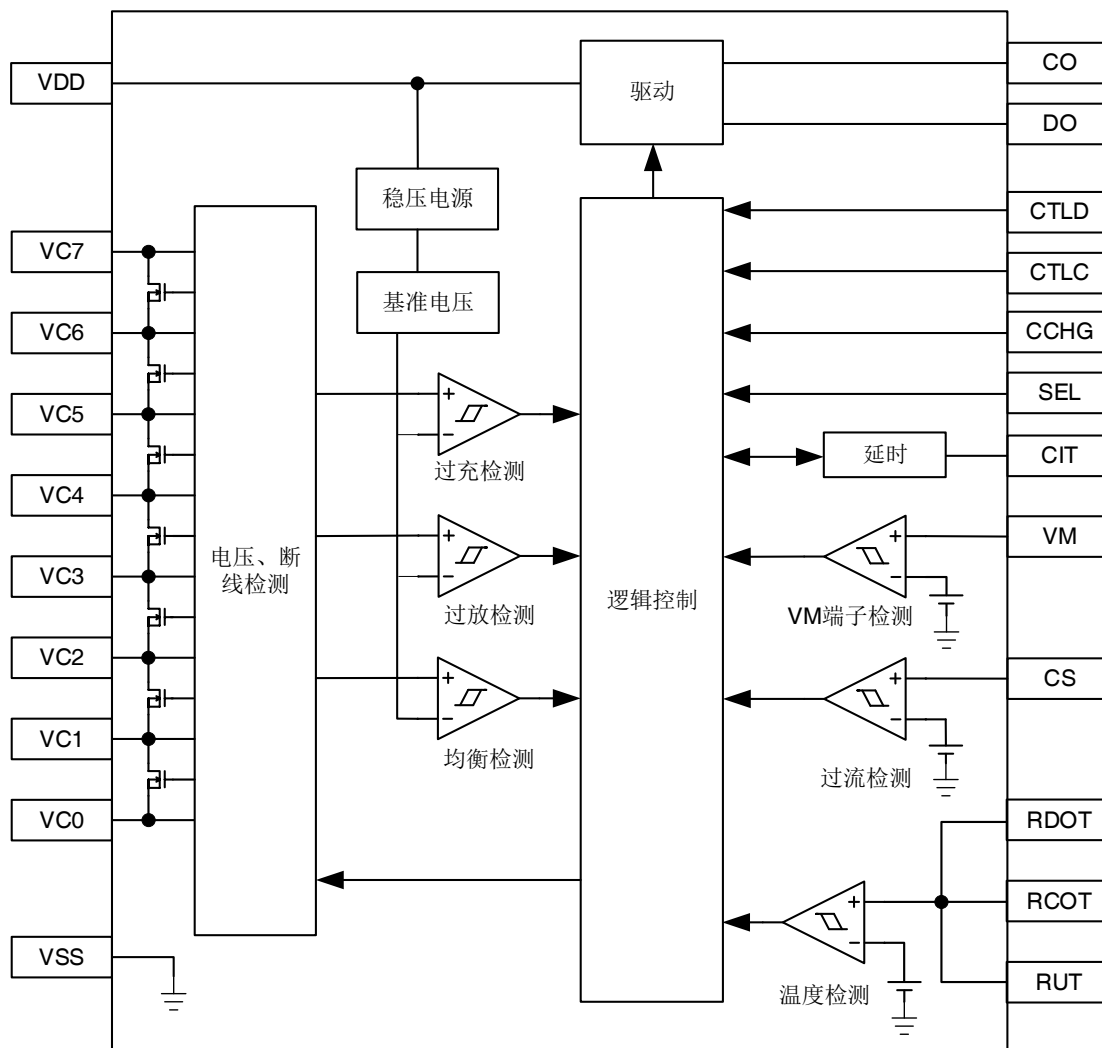 VDD
驱动
CO
DO
稳压电源
CTLD
VC7
CTLC
基准电压
VC6
CCHG
VC5
+
−
过充检测
SEL
延时
CIT
VC4
电压、断
线检测
+
−
过放检测
逻辑控制
+
−
VM
VM端子检测
VC3
VC2
+
−
均衡检测
+
−
CS
过流检测
VC1
VC0
RDOT
+
−
RCOT
温度检测
VSS
RUT